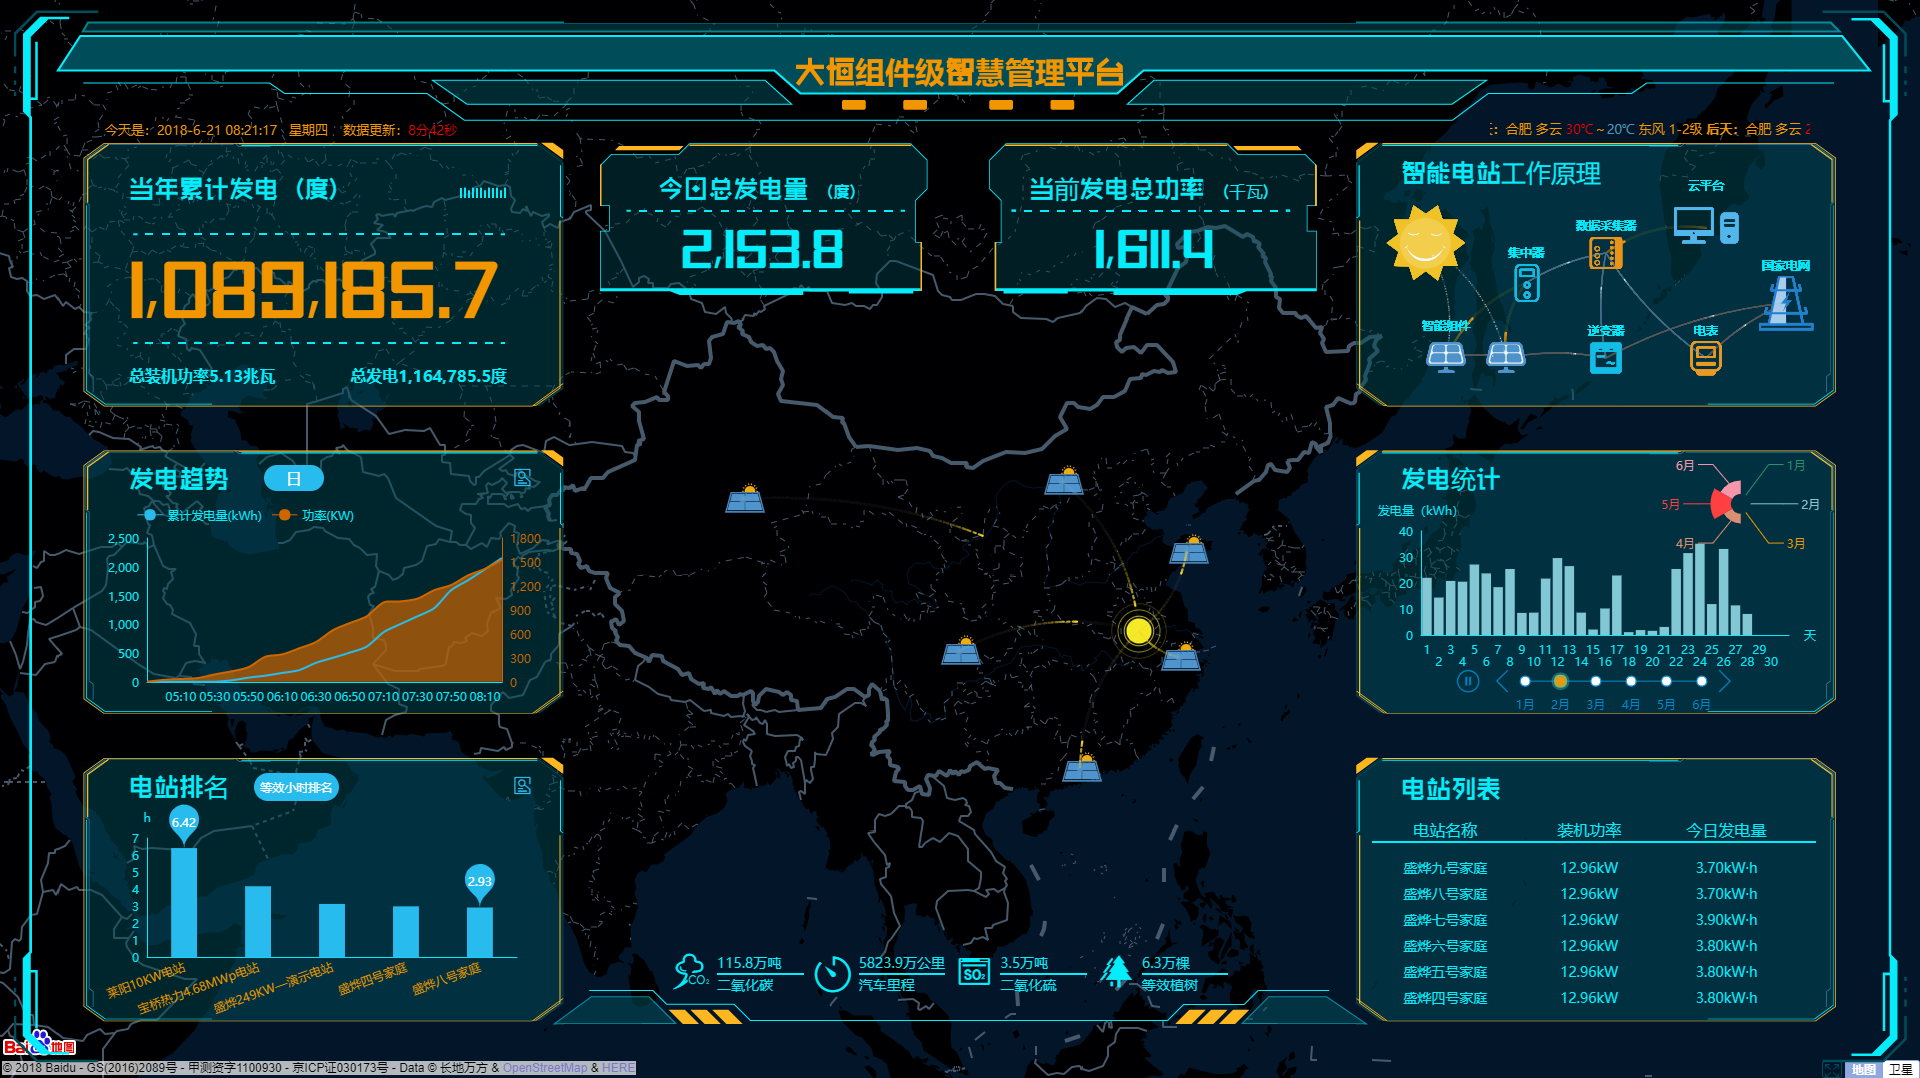 大恒组件级智慧管理平台
今天是：2018-6-21 08:21:17 星期四 数据更新：8分42秒
合肥 多云 30℃～20℃ 东风 1-2级 后天：合肥 多云
当年累计发电（度）
1,089,185.7
总装机功率5.13兆瓦 总发电1,164,785.5度
今日总发电量（度）
2,153.8
当前发电总功率（千瓦）
1,611.4
智能电站工作原理
云平台
数据采集器
集中器
国家电网
智能组件
逆变器
电表
发电趋势
日
累计发电量(kWh) 功率(KW)
2,500 1,800
2,000 1,500
1,500 1,200
1,000 900
500 600
0 300
0
05:10 05:30 05:50 06:10 06:30 06:50 07:10 07:30 07:50 08:10
发电统计
6月 1月
5月 2月
4月 3月
发电量（kWh）
40
30
20
10
0
天
1 3 5 7 9 11 13 15 17 19 21 23 25 27 29
2 4 6 8 10 12 14 16 18 20 22 24 26 28 30
1月 2月 3月 4月 5月 6月
电站排名
等效小时排名
h
7
6
5
4
3
2
1
0
6.42
2.93
莱阳10KW电站
宝桥热力4.68MWp电站
盛烨249KW—演示电站
盛烨四号家庭
盛烨八号家庭
电站列表
电站名称 装机功率 今日发电量
盛烨九号家庭 12.96kW 3.70kW·h
盛烨八号家庭 12.96kW 3.70kW·h
盛烨七号家庭 12.96kW 3.90kW·h
盛烨六号家庭 12.96kW 3.80kW·h
盛烨五号家庭 12.96kW 3.80kW·h
盛烨四号家庭 12.96kW 3.80kW·h
CO₂ 115.8万吨
二氧化碳
5823.9万公里
汽车里程
SO₂ 3.5万吨
二氧化硫
6.3万棵
等效植树
Bai 地图
© 2018 Baidu - GS(2016)2089号 - 甲测资字1100930 - 京ICP证030173号 - Data © 长地万方 & OpenStreetMap & HERE
地图 卫星